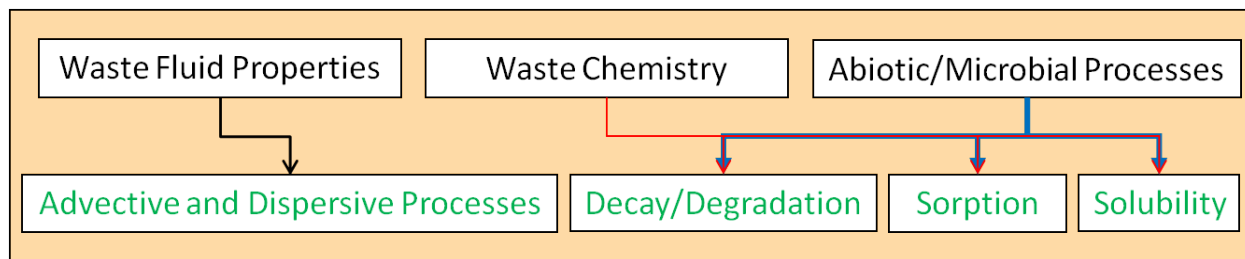 Waste Fluid Properties
Waste Chemistry
Abiotic/Microbial Processes
Advective and Dispersive Processes
Decay/Degradation
Sorption
Solubility